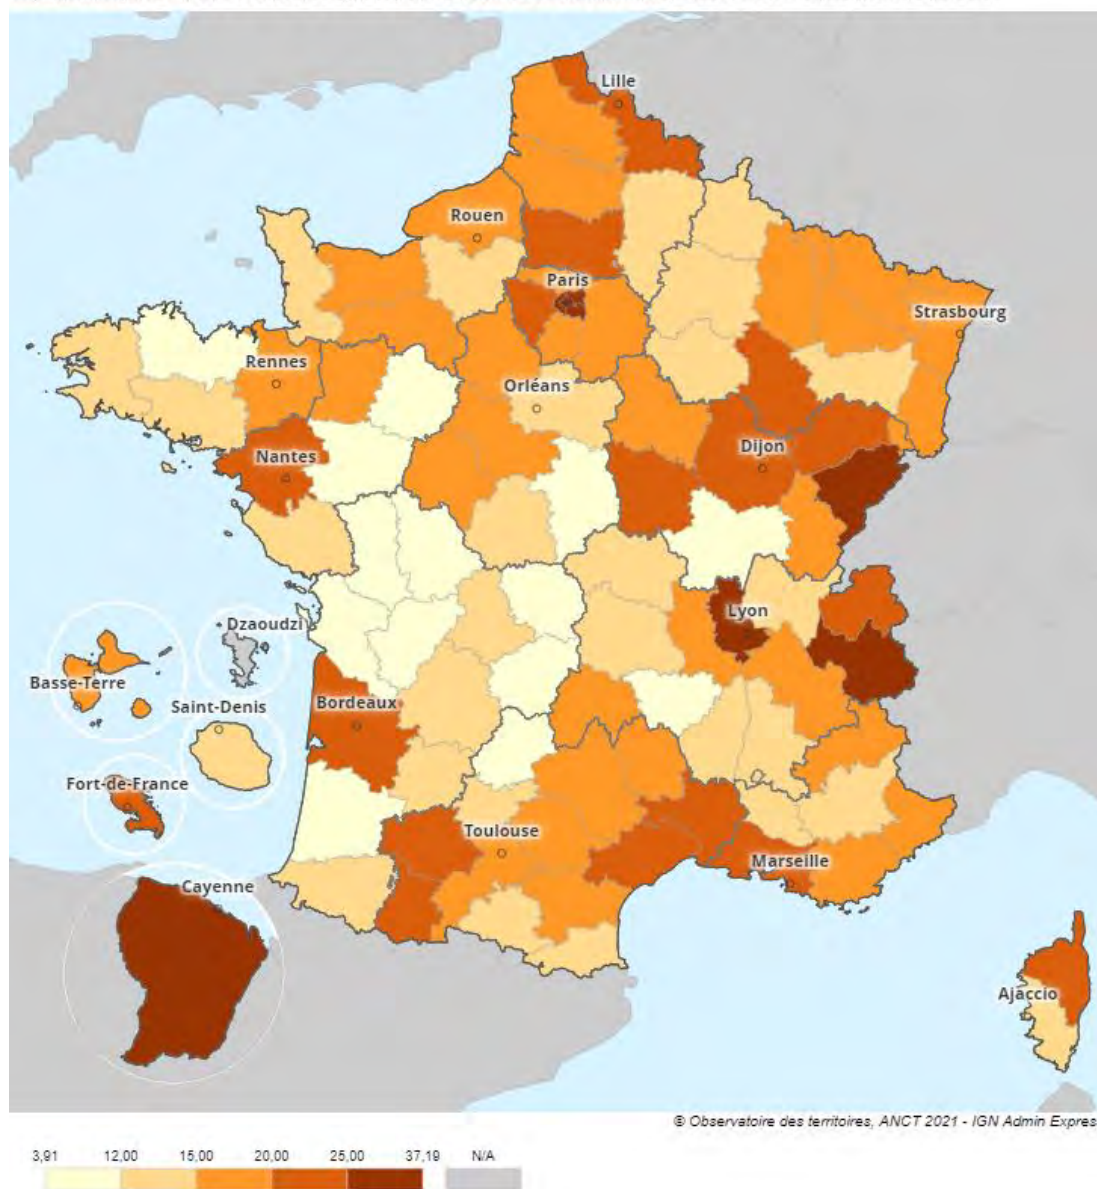 Lille
Rouen
Paris
Strasbourg
Rennes
Orléans
Nantes
Dijon
Lyon
Dzaoudzi
Basse-Terre
Saint-Denis
Bordeaux
Fort-de-France
Toulouse
Marseille
Cayenne
Ajaccio
© Observatoire des territoires, ANCT 2021 - IGN Admin Expres
3,91 12,00 15,00 20,00 25,00 37,19 N/A